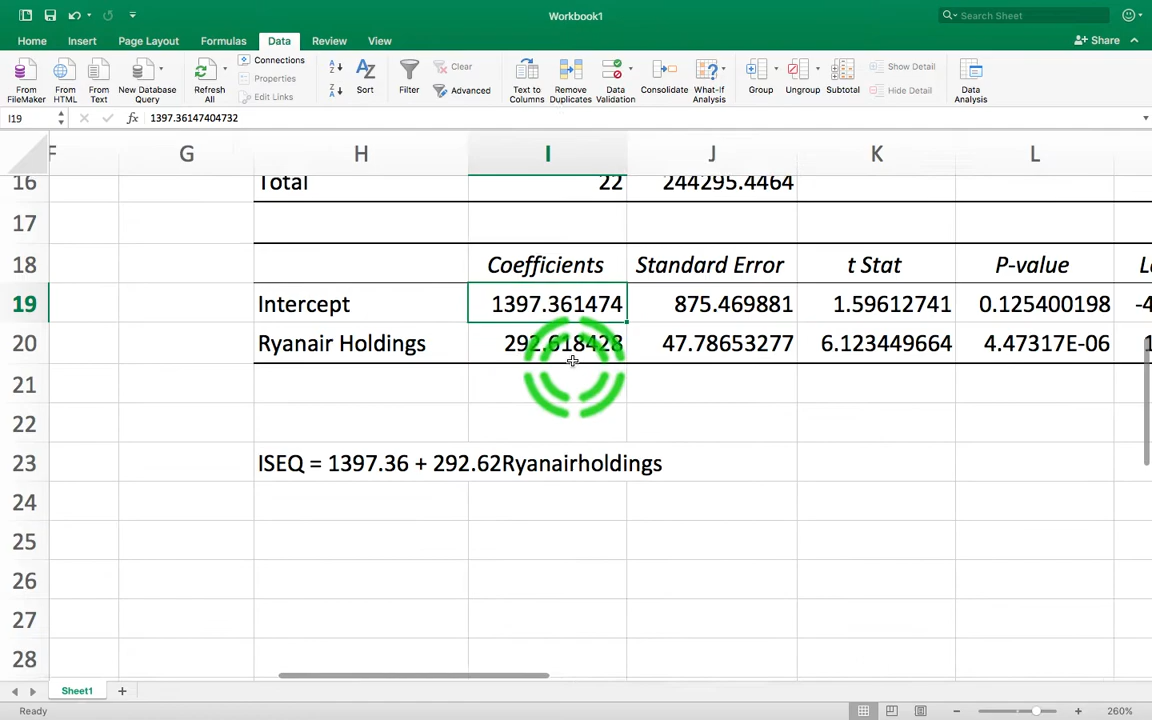 Workbook1
Search Sheet
Home Insert Page Layout Formulas Data Review View
Share
From FileMaker
From HTML
From Text
New Database Query
Refresh All
Connections
Properties
Edit Links
Sort
Filter
Clear
Advanced
Text to Columns
Remove Duplicates
Data Validation
Consolidate
What-If Analysis
Group
Ungroup
Subtotal
Show Detail
Hide Detail
Data Analysis
I19 fx 1397.36147404732
F G H I J K L
16 Total 22 244295.4464
17
18 Coefficients Standard Error t Stat P-value
19 Intercept 1397.361474 875.469881 1.59612741 0.125400198 -4
20 Ryanair Holdings 292.618428 47.78653277 6.123449664 4.47317E-06
21
22
23 ISEQ = 1397.36 + 292.62Ryanairholdings
24
25
26
27
28
Sheet1
Ready
260%